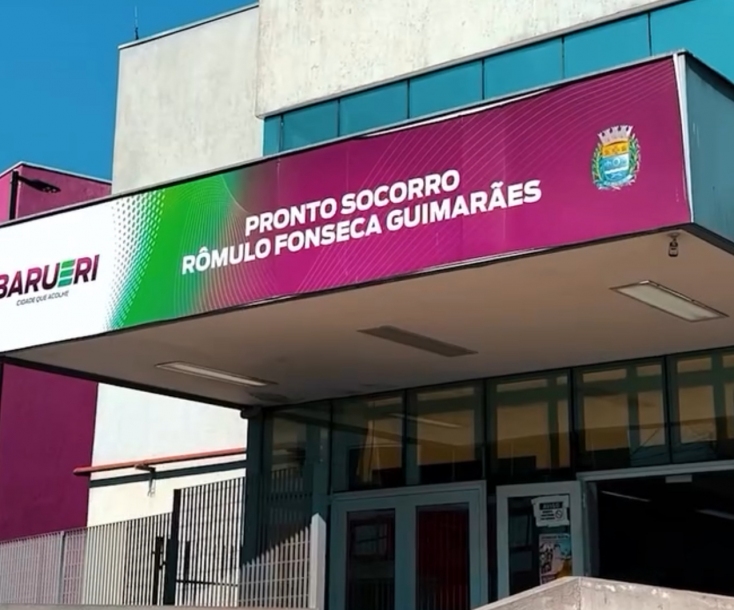 BARUERI
CIDADE QUE ACOLHE
PRONTO SOCORRO
RÔMULO FONSECA GUIMARÃES